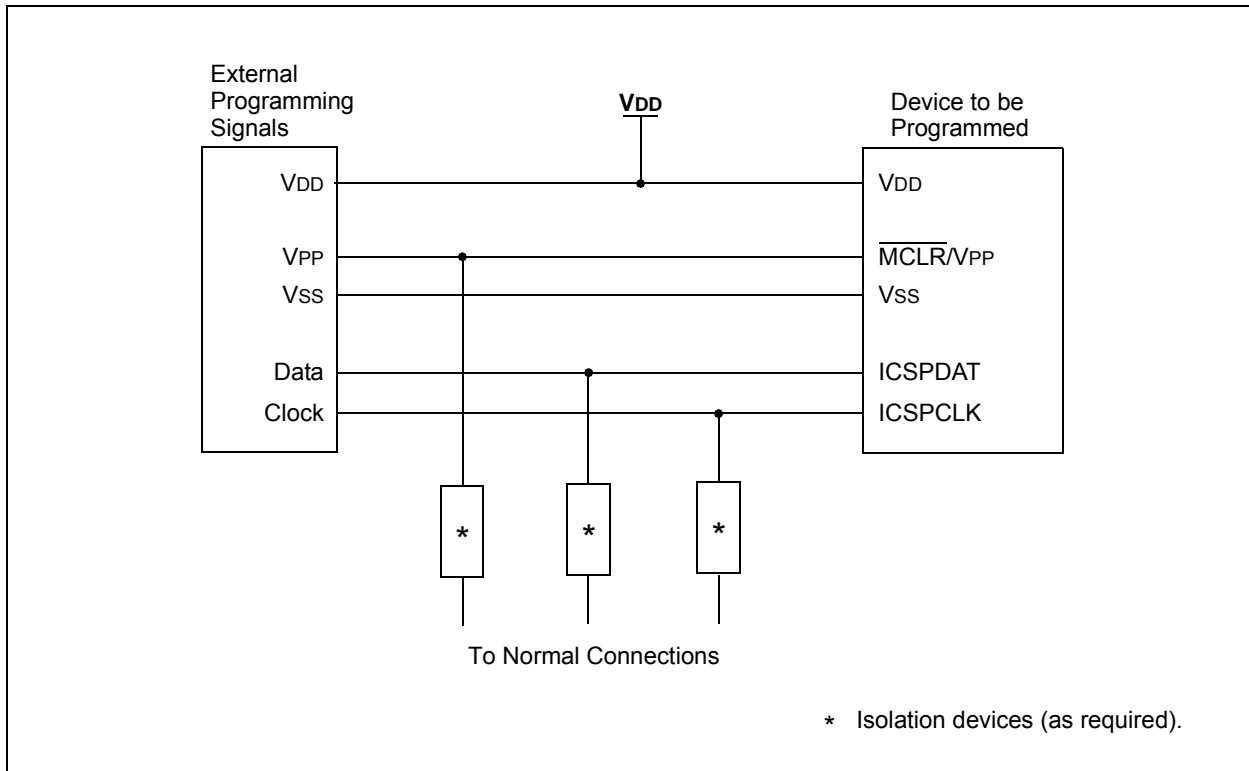 External
Programming
Signals
VDD
Device to be
Programmed
VDD
VDD
VPP
MCLR/VPP
VSS
VSS
Data
ICSPDAT
Clock
ICSPCLK
*
*
*
To Normal Connections
* Isolation devices (as required).